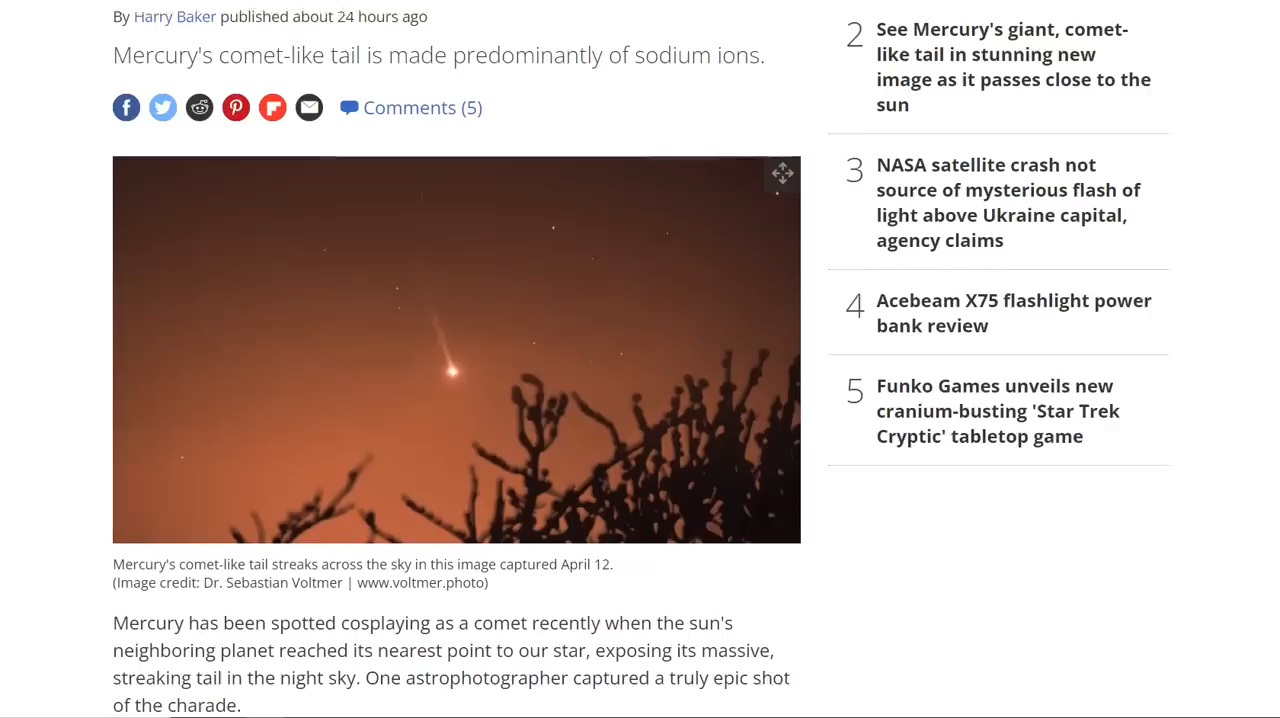 By Harry Baker published about 24 hours ago
Mercury's comet-like tail is made predominantly of sodium ions.
Comments (5)
Mercury's comet-like tail streaks across the sky in this image captured April 12.
(Image credit: Dr. Sebastian Voltmer | www.voltmer.photo)
Mercury has been spotted cosplaying as a comet recently when the sun's
neighboring planet reached its nearest point to our star, exposing its massive,
streaking tail in the night sky. One astrophotographer captured a truly epic shot
of the charade.
2
See Mercury's giant, comet-
like tail in stunning new
image as it passes close to the
sun
3
NASA satellite crash not
source of mysterious flash of
light above Ukraine capital,
agency claims
4
Acebeam X75 flashlight power
bank review
5
Funko Games unveils new
cranium-busting 'Star Trek
Cryptic' tabletop game